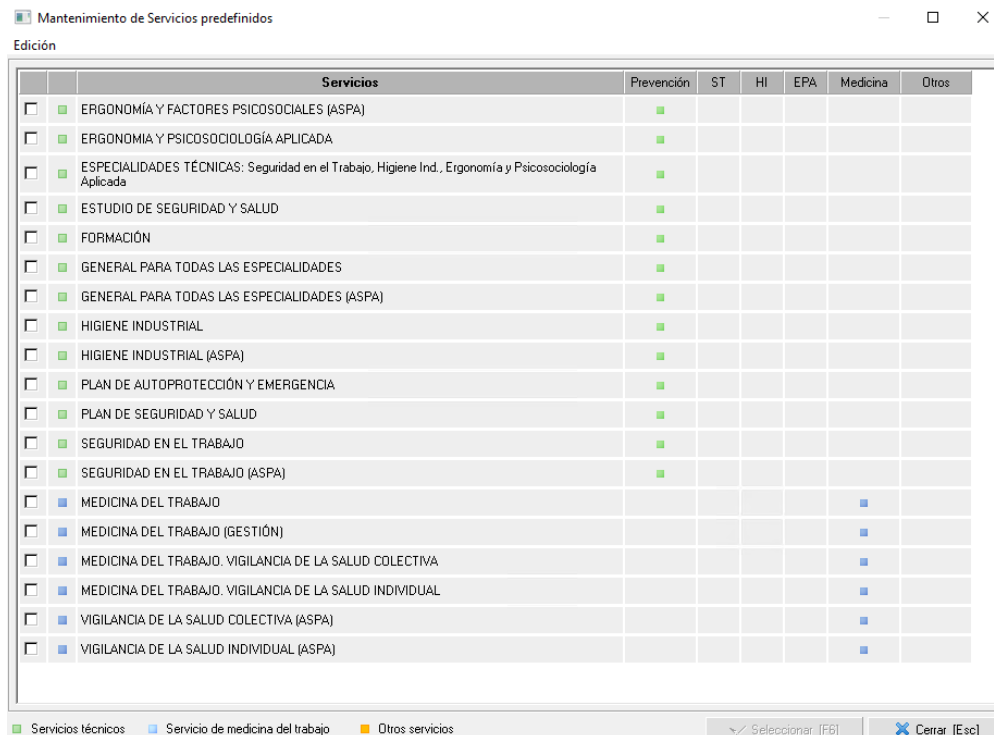 Mantenimiento de Servicios predefinidos
Edición
Servicios Prevención ST HI EPA Medicina Otros
ERGONOMÍA Y FACTORES PSICOSOCIALES (ASPA)
ERGONOMIA Y PSICOSOCIOLOGÍA APLICADA
ESPECIALIDADES TÉCNICAS: Seguridad en el Trabajo, Higiene Ind., Ergonomía y Psicosociología
Aplicada
ESTUDIO DE SEGURIDAD Y SALUD
FORMACIÓN
GENERAL PARA TODAS LAS ESPECIALIDADES
GENERAL PARA TODAS LAS ESPECIALIDADES (ASPA)
HIGIENE INDUSTRIAL
HIGIENE INDUSTRIAL (ASPA)
PLAN DE AUTOPROTECCIÓN Y EMERGENCIA
PLAN DE SEGURIDAD Y SALUD
SEGURIDAD EN EL TRABAJO
SEGURIDAD EN EL TRABAJO (ASPA)
MEDICINA DEL TRABAJO
MEDICINA DEL TRABAJO (GESTIÓN)
MEDICINA DEL TRABAJO. VIGILANCIA DE LA SALUD COLECTIVA
MEDICINA DEL TRABAJO. VIGILANCIA DE LA SALUD INDIVIDUAL
VIGILANCIA DE LA SALUD COLECTIVA (ASPA)
VIGILANCIA DE LA SALUD INDIVIDUAL (ASPA)
Servicios técnicos Servicio de medicina del trabajo Otros servicios Seleccionar [F6] Cerrar [Esc]